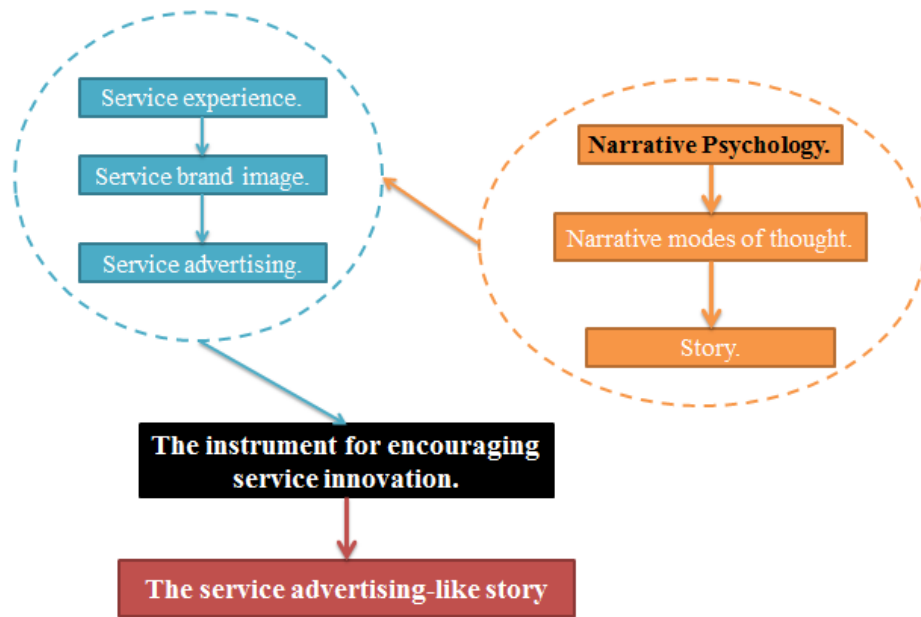 Service experience.
Service brand image.
Service advertising.
Narrative Psychology.
Narrative modes of thought.
Story.
The instrument for encouraging
service innovation.
The service advertising-like story